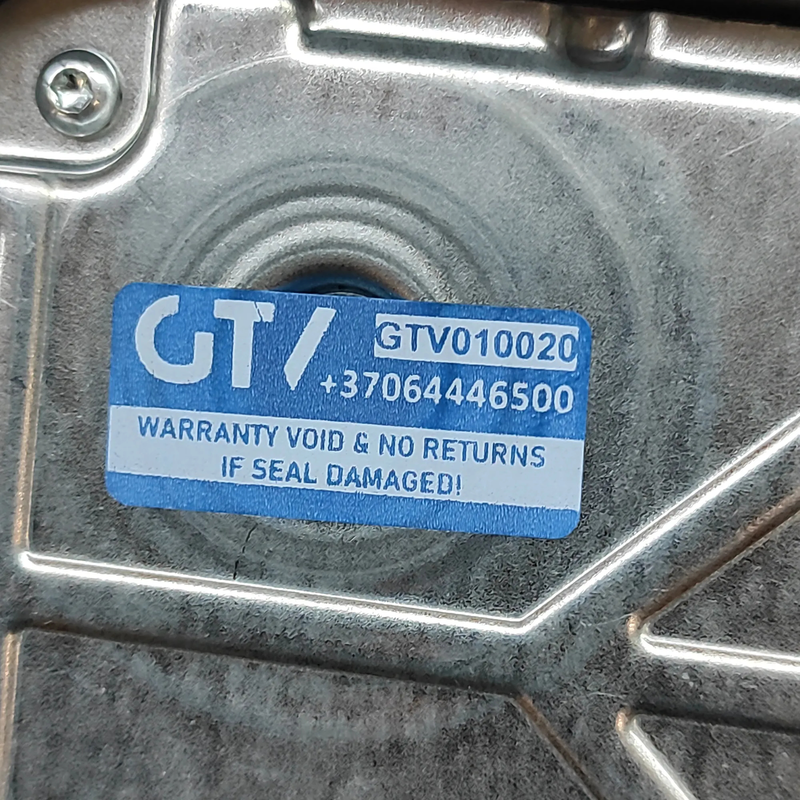 GTV GTV010020
+37064446500
WARRANTY VOID & NO RETURNS
IF SEAL DAMAGED!